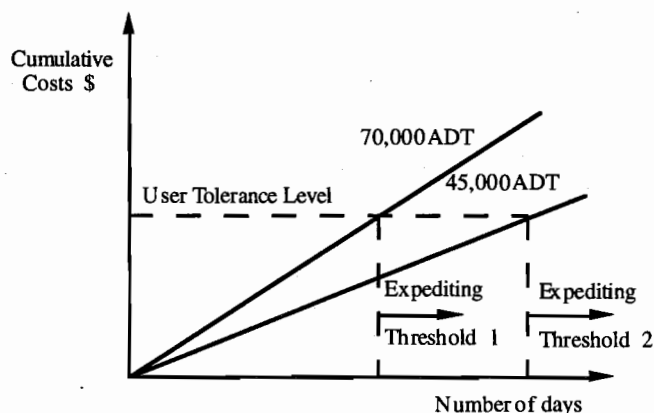 Cumulative
Costs $
70,000 ADT
45,000 ADT
User Tolerance Level
Expediting
Threshold 1
Expediting
Threshold 2
Number of days